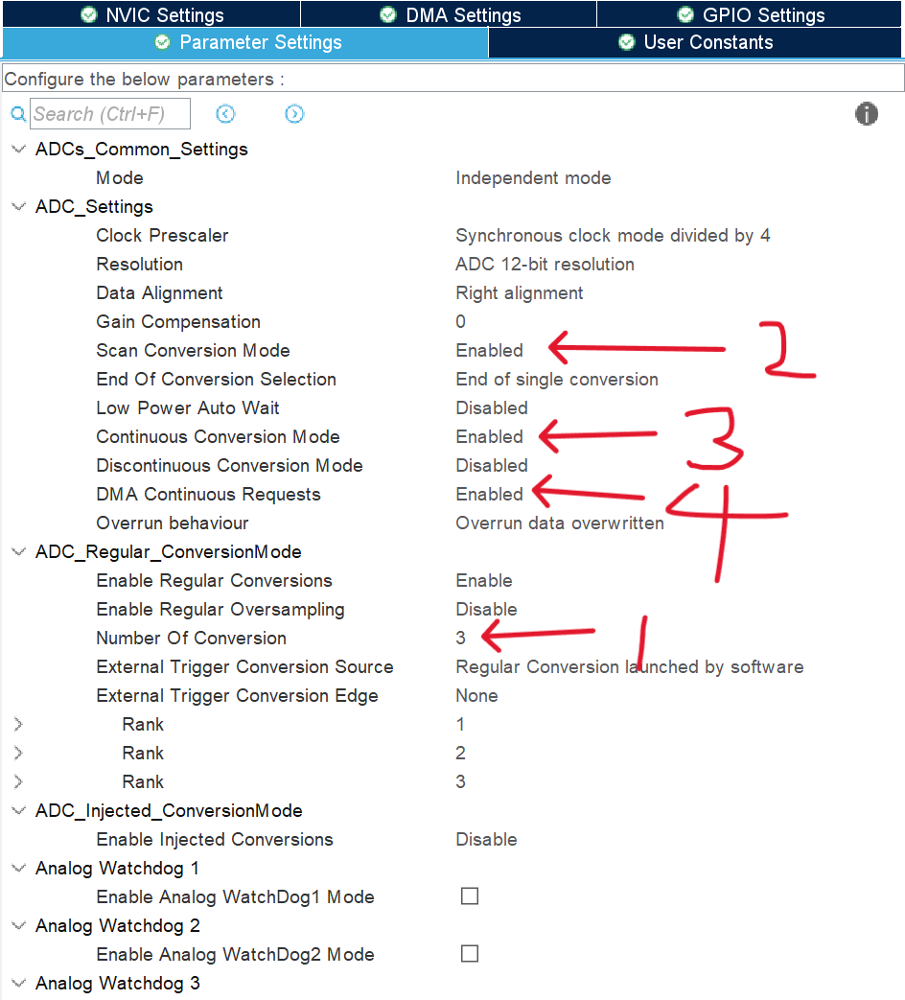 NVIC Settings DMA Settings GPIO Settings
Parameter Settings User Constants
Configure the below parameters :
Search (Ctrl+F)
ADCs_Common_Settings
Mode Independent mode
ADC_Settings
Clock Prescaler Synchronous clock mode divided by 4
Resolution ADC 12-bit resolution
Data Alignment Right alignment
Gain Compensation 0
Scan Conversion Mode Enabled 2
End Of Conversion Selection End of single conversion
Low Power Auto Wait Disabled
Continuous Conversion Mode Enabled 3
Discontinuous Conversion Mode Disabled
DMA Continuous Requests Enabled 4
Overrun behaviour Overrun data overwritten
ADC_Regular_ConversionMode
Enable Regular Conversions Enable
Enable Regular Oversampling Disable
Number Of Conversion 3 1
External Trigger Conversion Source Regular Conversion launched by software
External Trigger Conversion Edge None
Rank 1
Rank 2
Rank 3
ADC_Injected_ConversionMode
Enable Injected Conversions Disable
Analog Watchdog 1
Enable Analog WatchDog1 Mode
Analog Watchdog 2
Enable Analog WatchDog2 Mode
Analog Watchdog 3